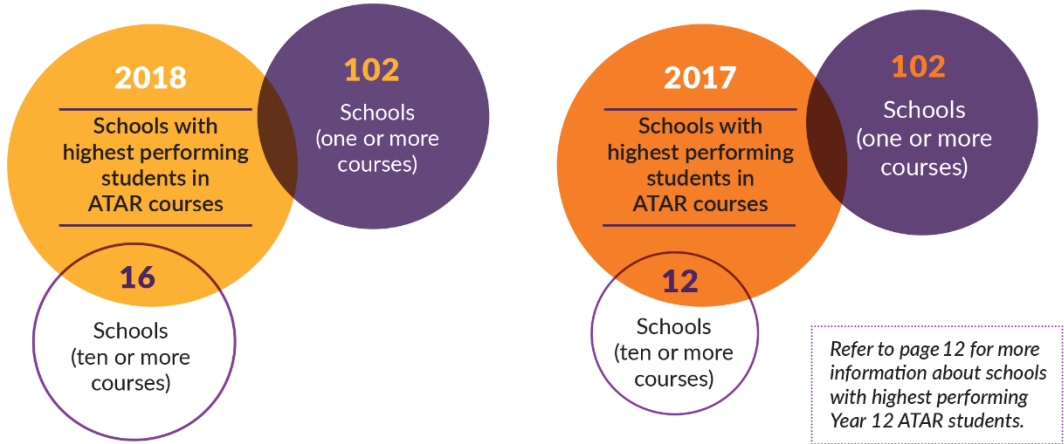 2018
Schools with
highest performing
students in
ATAR courses
102
Schools
(one or more
courses)
16
Schools
(ten or more
courses)
2017
Schools with
highest performing
students in
ATAR courses
102
Schools
(one or more
courses)
12
Schools
(ten or more
courses)
Refer to page 12 for more
information about schools
with highest performing
Year 12 ATAR students.